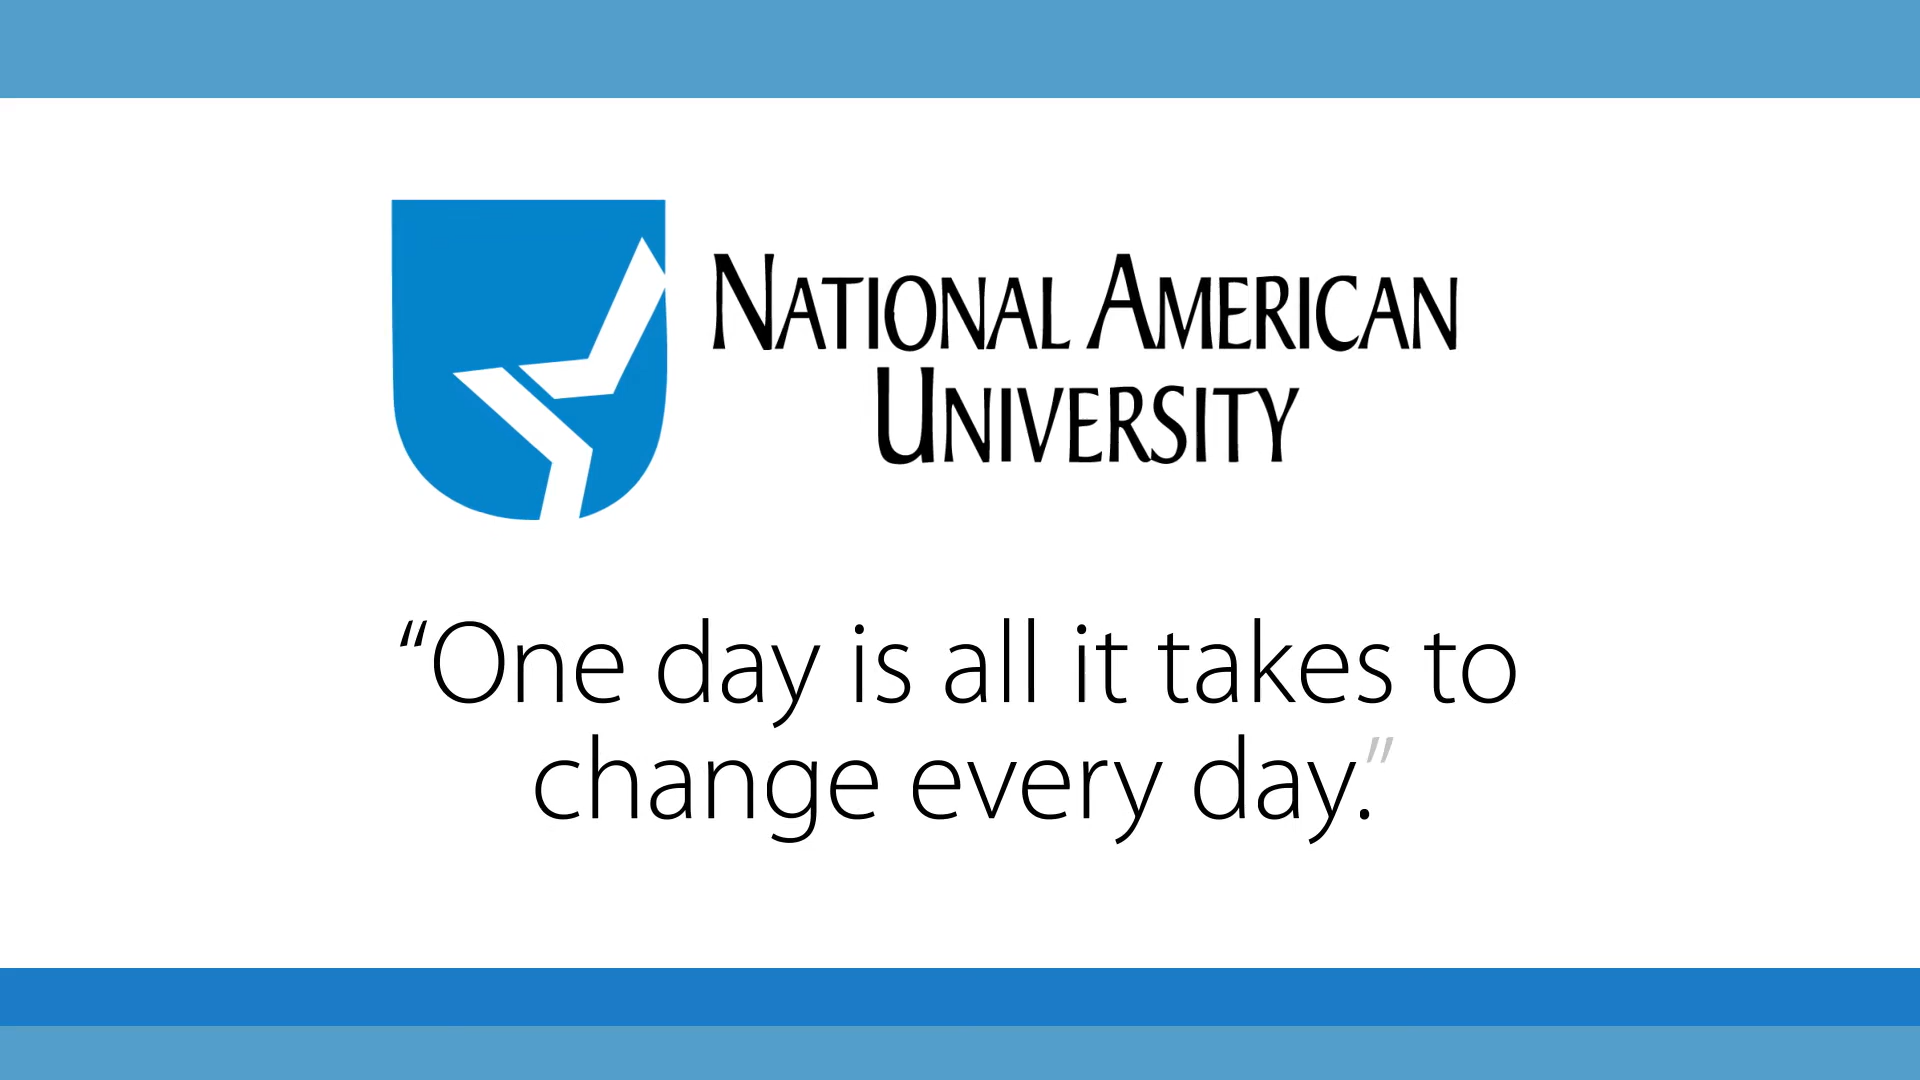 NATIONAL AMERICAN
UNIVERSITY
“One day is all it takes to
change every day.”